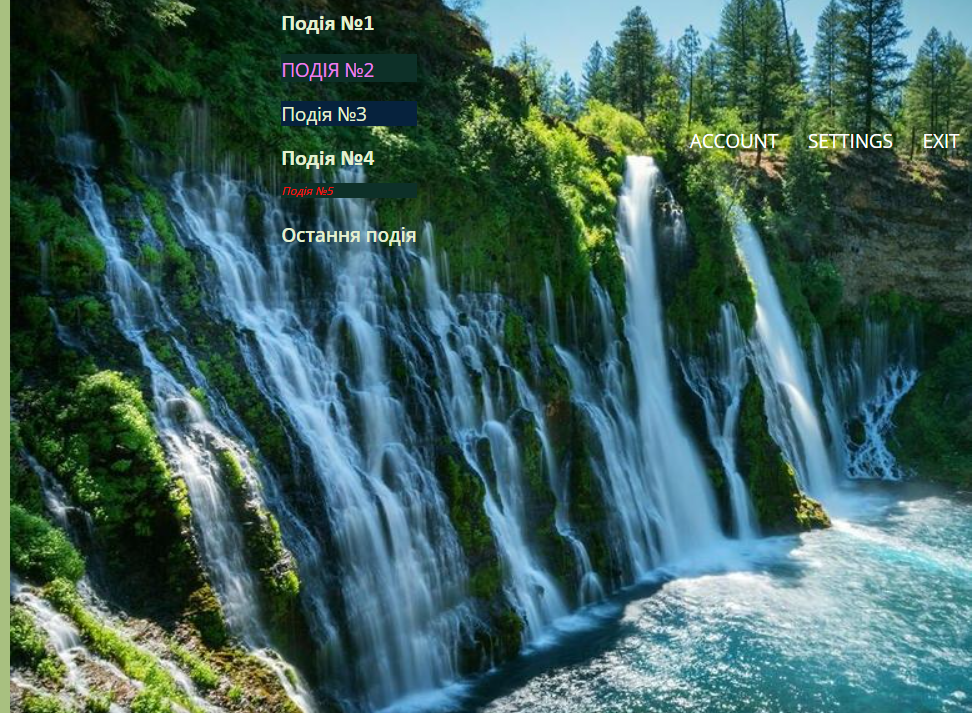 Подія №1
ПОДІЯ №2
Подія №3
Подія №4
Подія №5
Остання подія
ACCOUNT SETTINGS EXIT